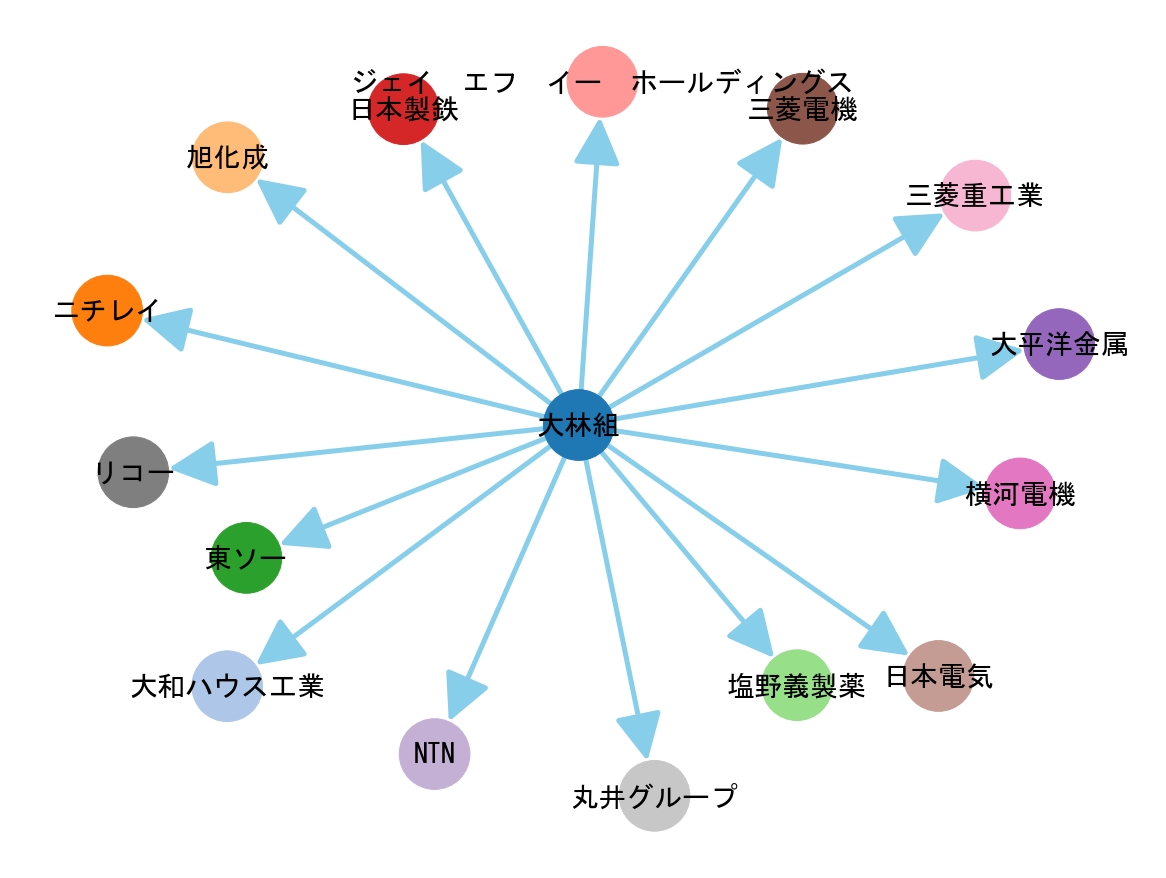 ジェイ　エフ　イー　ホールディングス
日本製鉄
三菱電機
旭化成
三菱重工業
ニチレイ
大平洋金属
大林組
リコー
横河電機
東ソー
大和ハウス工業
塩野義製薬
日本電気
NTN
丸井グループ